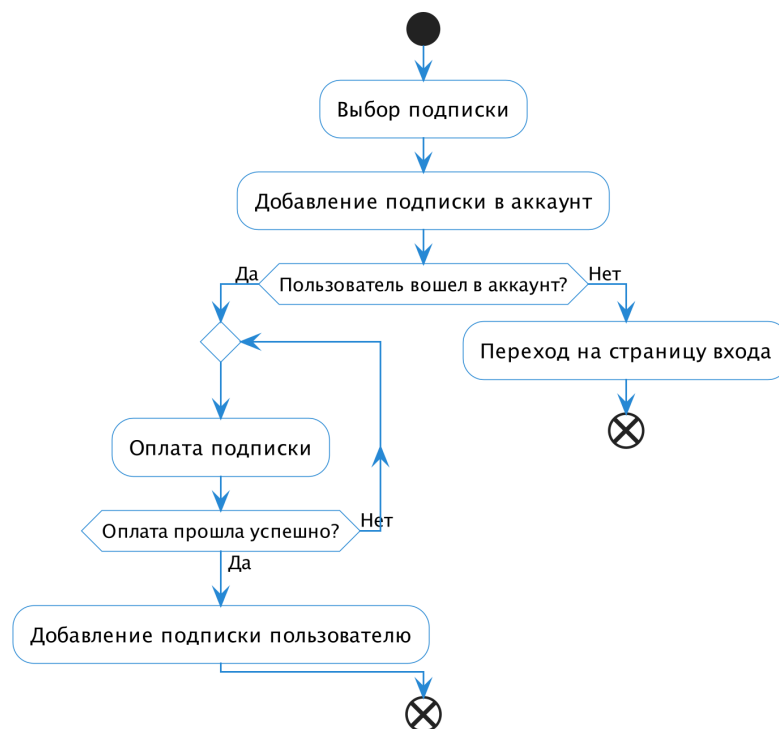 Выбор подписки
Добавление подписки в аккаунт
Да
Пользователь вошел в аккаунт?
Нет
Переход на страницу входа
Оплата подписки
Оплата прошла успешно?
Нет
Да
Добавление подписки пользователю